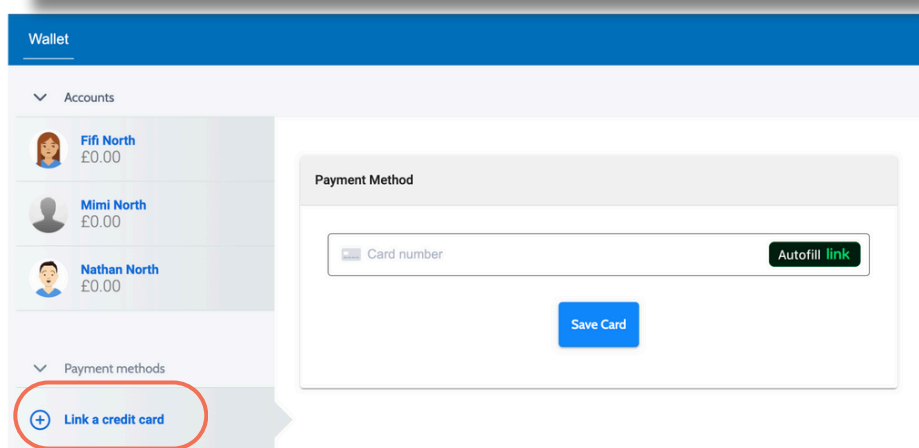 Wallet
Accounts
Fifi North
£0.00
Mimi North
£0.00
Nathan North
£0.00
Payment methods
Link a credit card
Payment Method
Card number
Autofill link
Save Card